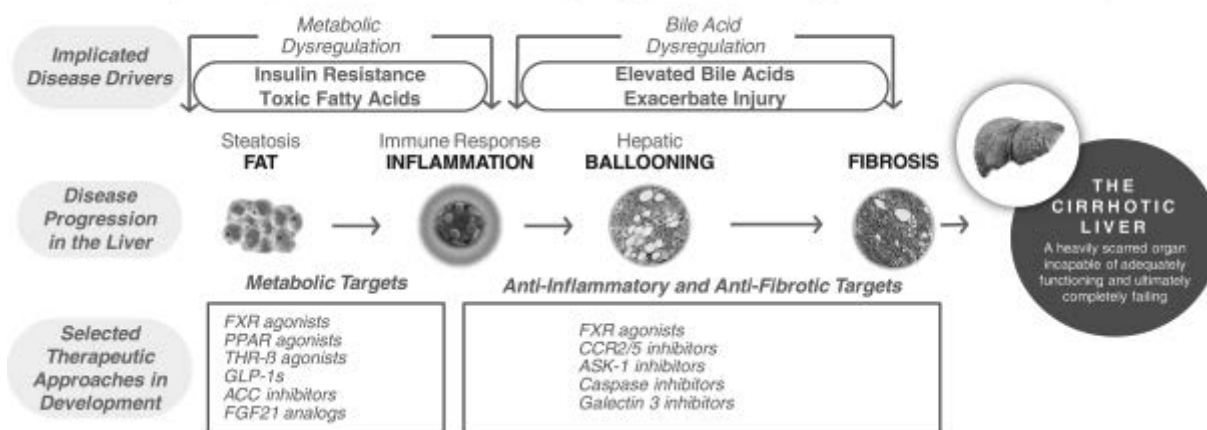 Implicated
Disease Drivers
Metabolic
Dysregulation
Insulin Resistance
Toxic Fatty Acids
Bile Acid
Dysregulation
Elevated Bile Acids
Exacerbate Injury
Disease
Progression
in the Liver
Steatosis
FAT
Immune Response
INFLAMMATION
Hepatic
BALLOONING
FIBROSIS
THE
CIRRHOTIC
LIVER
A heavily scarred organ
incapable of adequately
functioning and ultimately
completely failing
Selected
Therapeutic
Approaches in
Development
Metabolic Targets
FXR agonists
PPAR agonists
THR-ß agonists
GLP-1s
ACC inhibitors
FGF21 analogs
Anti-Inflammatory and Anti-Fibrotic Targets
FXR agonists
CCR2/5 inhibitors
ASK-1 inhibitors
Caspase inhibitors
Galectin 3 inhibitors